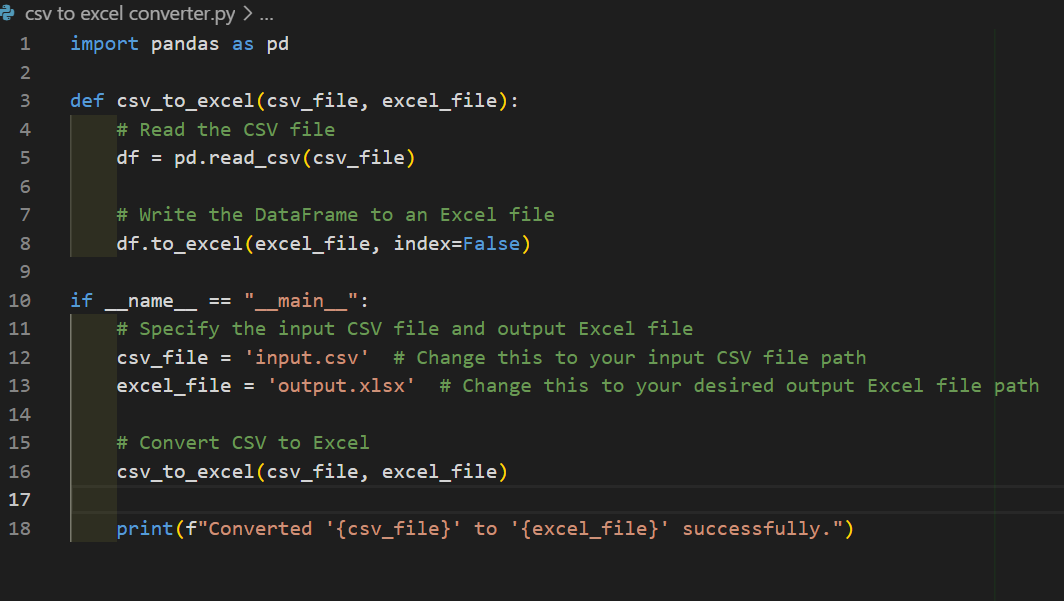 csv to excel converter.py > ...
1 import pandas as pd
2
3 def csv_to_excel(csv_file, excel_file):
4     # Read the CSV file
5     df = pd.read_csv(csv_file)
6
7     # Write the DataFrame to an Excel file
8     df.to_excel(excel_file, index=False)
9
10 if __name__ == "__main__":
11     # Specify the input CSV file and output Excel file
12     csv_file = 'input.csv'  # Change this to your input CSV file path
13     excel_file = 'output.xlsx'  # Change this to your desired output Excel file path
14
15     # Convert CSV to Excel
16     csv_to_excel(csv_file, excel_file)
17
18     print(f"Converted '{csv_file}' to '{excel_file}' successfully.")